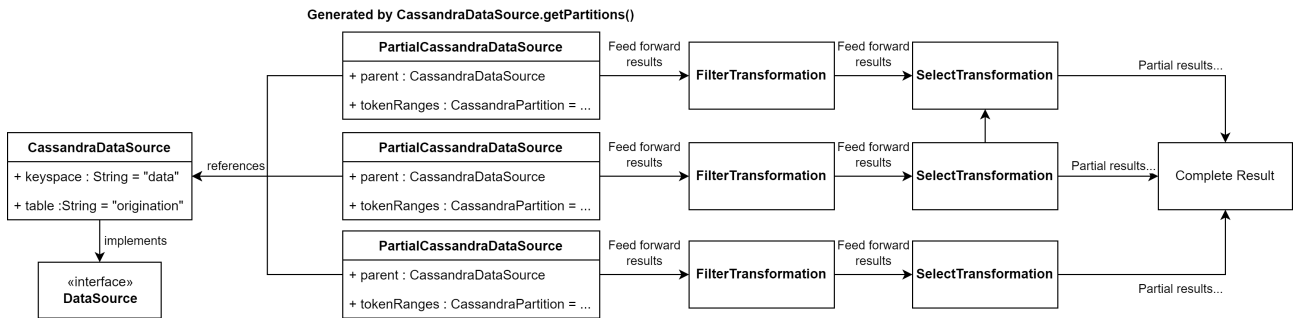 Generated by CassandraDataSource.getPartitions()
PartialCassandraDataSource
+ parent : CassandraDataSource
+ tokenRanges : CassandraPartition = ...
Feed forward
results
FilterTransformation
Feed forward
results
SelectTransformation
Partial results...
CassandraDataSource
+ keyspace : String = "data"
+ table :String = "origination"
references
PartialCassandraDataSource
+ parent : CassandraDataSource
+ tokenRanges : CassandraPartition = ...
Feed forward
results
FilterTransformation
Feed forward
results
SelectTransformation
Partial results...
Complete Result
implements
«interface»
DataSource
PartialCassandraDataSource
+ parent : CassandraDataSource
+ tokenRanges : CassandraPartition = ...
Feed forward
results
FilterTransformation
Feed forward
results
SelectTransformation
Partial results...